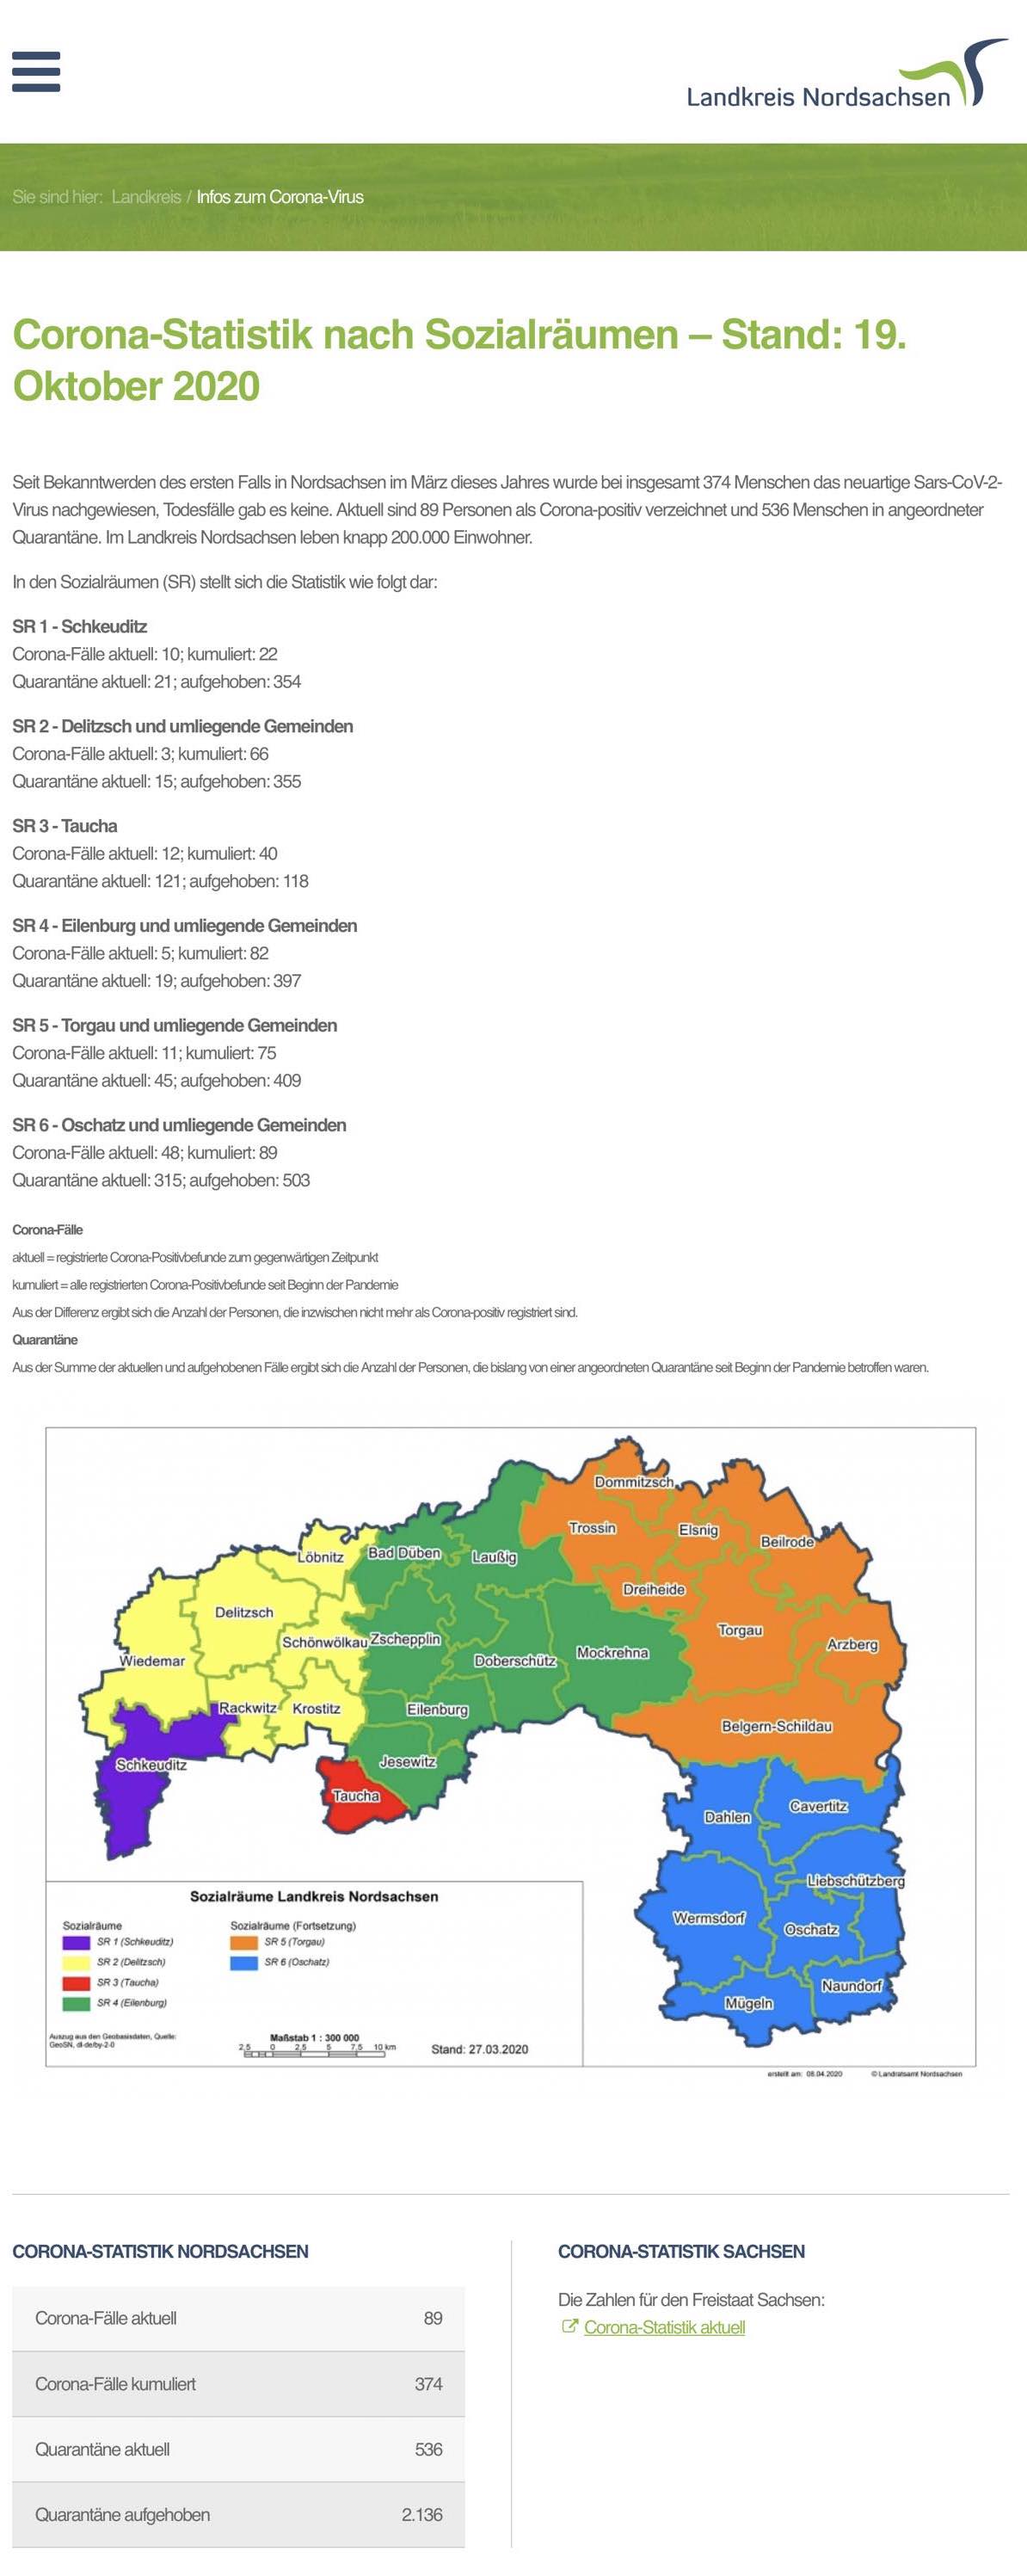 Landkreis Nordsachsen
Sie sind hier: Landkreis / Infos zum Corona-Virus
Corona-Statistik nach Sozialräumen – Stand: 19.
Oktober 2020
Seit Bekanntwerden des ersten Falls in Nordsachsen im März dieses Jahres wurde bei insgesamt 374 Menschen das neuartige Sars-CoV-2-
Virus nachgewiesen, Todesfälle gab es keine. Aktuell sind 89 Personen als Corona-positiv verzeichnet und 536 Menschen in angeordneter
Quarantäne. Im Landkreis Nordsachsen leben knapp 200.000 Einwohner.
In den Sozialräumen (SR) stellt sich die Statistik wie folgt dar:
SR 1 - Schkeuditz
Corona-Fälle aktuell: 10; kumuliert: 22
Quarantäne aktuell: 21; aufgehoben: 354
SR 2 - Delitzsch und umliegende Gemeinden
Corona-Fälle aktuell: 3; kumuliert: 66
Quarantäne aktuell: 15; aufgehoben: 355
SR 3 - Taucha
Corona-Fälle aktuell: 12; kumuliert: 40
Quarantäne aktuell: 121; aufgehoben: 118
SR 4 - Eilenburg und umliegende Gemeinden
Corona-Fälle aktuell: 5; kumuliert: 82
Quarantäne aktuell: 19; aufgehoben: 397
SR 5 - Torgau und umliegende Gemeinden
Corona-Fälle aktuell: 11; kumuliert: 75
Quarantäne aktuell: 45; aufgehoben: 409
SR 6 - Oschatz und umliegende Gemeinden
Corona-Fälle aktuell: 48; kumuliert: 89
Quarantäne aktuell: 315; aufgehoben: 503
Corona-Fälle
aktuell = registrierte Corona-Positivbefunde zum gegenwärtigen Zeitpunkt
kumuliert = alle registrierten Corona-Positivbefunde seit Beginn der Pandemie
Aus der Differenz ergibt sich die Anzahl der Personen, die inzwischen nicht mehr als Corona-positiv registriert sind.
Quarantäne
Aus der Summe der aktuellen und aufgehobenen Fälle ergibt sich die Anzahl der Personen, die bislang von einer angeordneten Quarantäne seit Beginn der Pandemie betroffen waren.
Dommitzsch
Trossin
Elsnig
Beilrode
Löbnitz
Bad Düben
Laußig
Dreiheide
Delitzsch
Torgau
Arzberg
Schönwölkau
Zschepplin
Doberschütz
Mockrehna
Wiedemar
Rackwitz
Krostitz
Eilenburg
Belgern-Schildau
Schkeuditz
Jesewitz
Taucha
Dahlen
Cavertitz
Liebschützberg
Wermsdorf
Oschatz
Naundorf
Mügeln
Sozialräume Landkreis Nordsachsen
Sozialräume
SR 1 (Schkeuditz)
SR 2 (Delitzsch)
SR 3 (Taucha)
SR 4 (Eilenburg)
Sozialräume (Fortsetzung)
SR 5 (Torgau)
SR 6 (Oschatz)
Auszug aus den Geobasisdaten, Quelle:
GeoSN, dl-de/by-2-0
Maßstab 1 : 300 000
2,5 0 2,5 5 7,5 10 km
Stand: 27.03.2020
erstellt am: 08.04.2020 © Landratsamt Nordsachsen
CORONA-STATISTIK NORDSACHSEN
Corona-Fälle aktuell 89
Corona-Fälle kumuliert 374
Quarantäne aktuell 536
Quarantäne aufgehoben 2.136
CORONA-STATISTIK SACHSEN
Die Zahlen für den Freistaat Sachsen:
Corona-Statistik aktuell